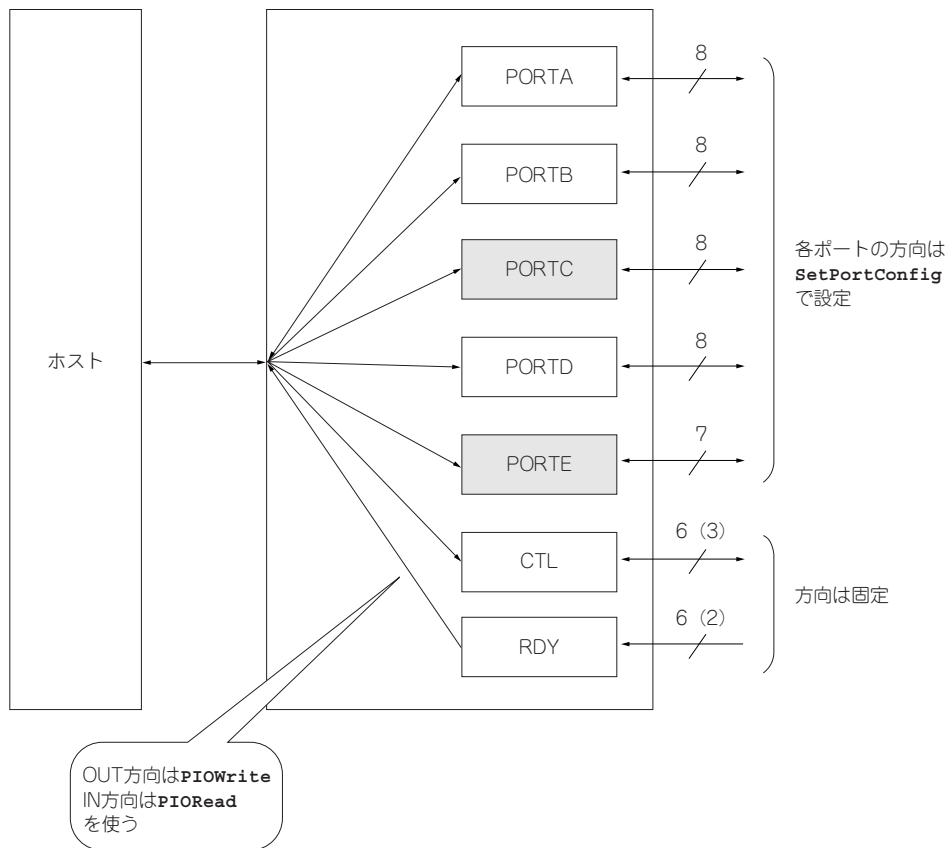 ホスト
PORTA
8
PORTB
8
PORTC
8
PORTD
8
PORTE
7
CTL
6（3）
RDY
6（2）
各ポートの方向は
SetPortConfig
で設定
方向は固定
OUT方向はPIOWrite
IN方向はPIORead
を使う